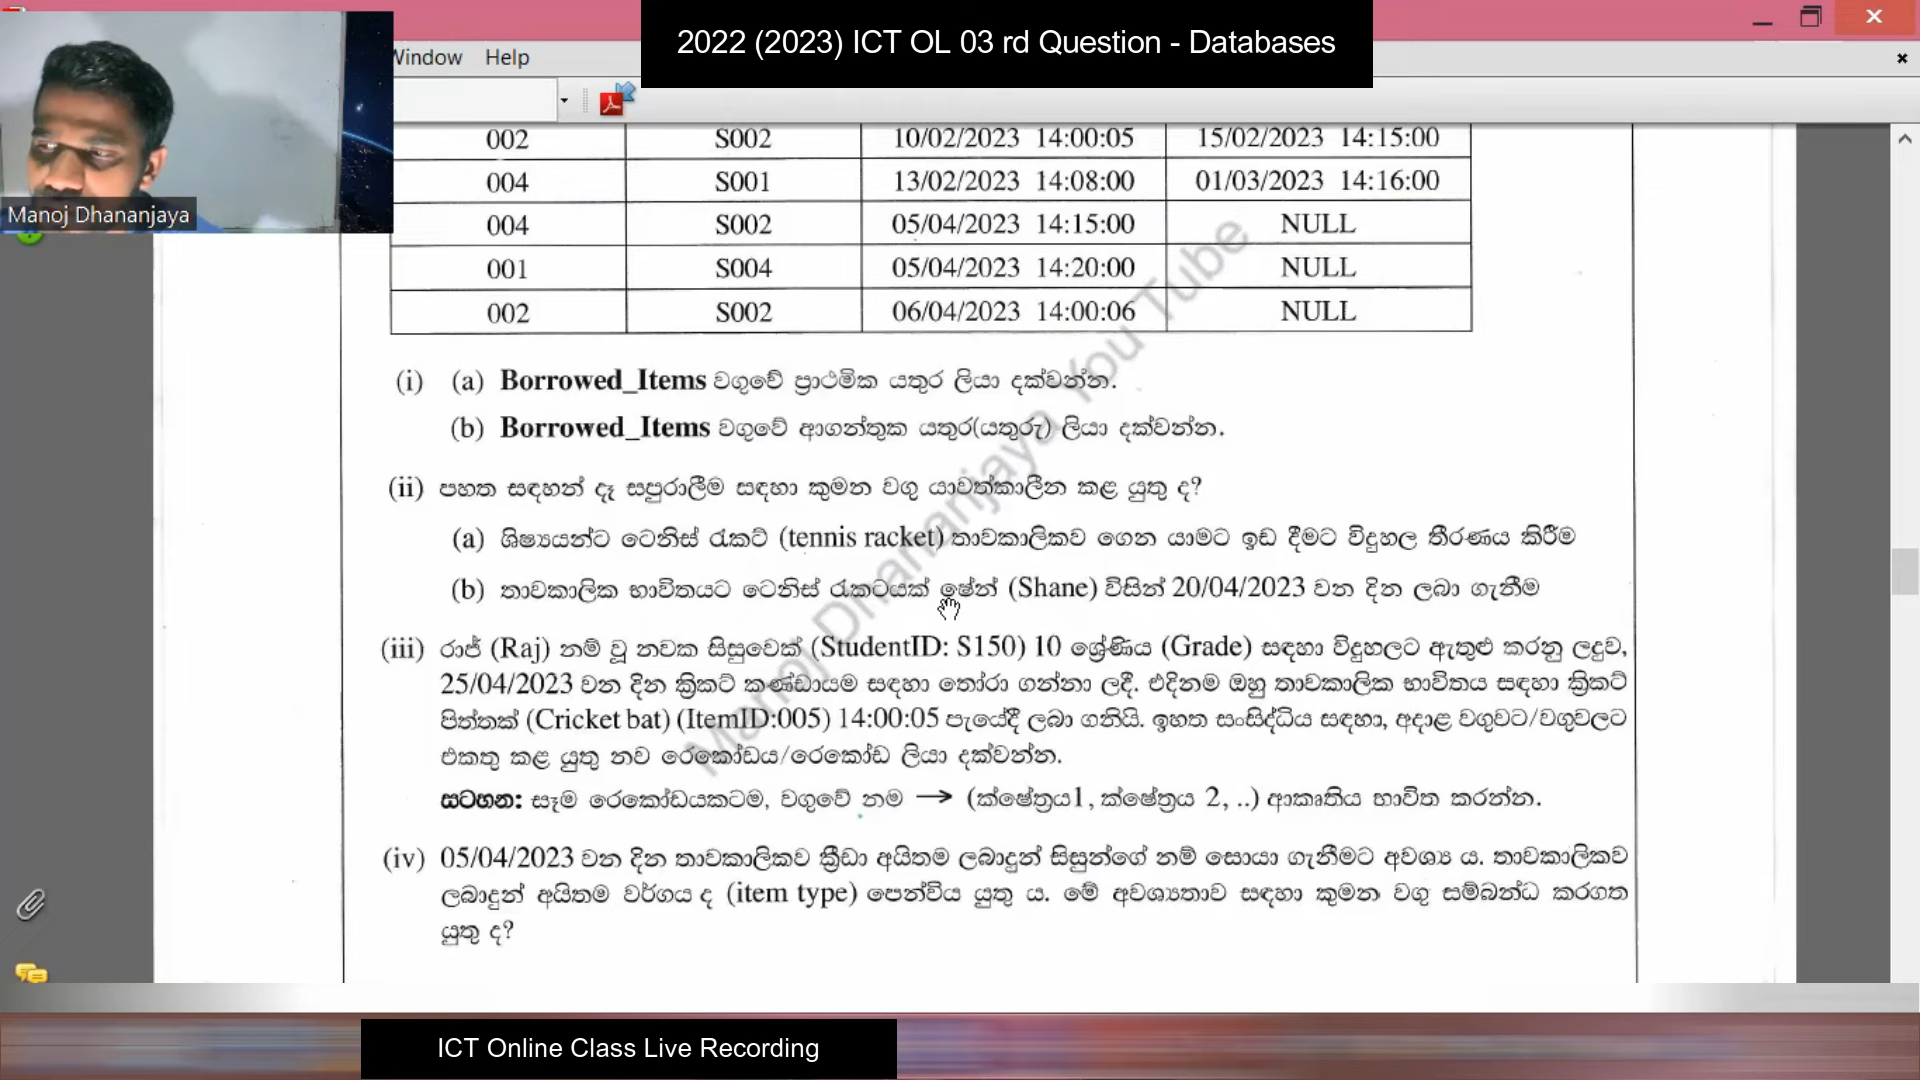 2022 (2023) ICT OL 03 rd Question - Databases
Window Help
Manoj Dhananjaya
002 S002 10/02/2023 14:00:05 15/02/2023 14:15:00
004 S001 13/02/2023 14:08:00 01/03/2023 14:16:00
004 S002 05/04/2023 14:15:00 NULL
001 S004 05/04/2023 14:20:00 NULL
002 S002 06/04/2023 14:00:06 NULL
(i) (a) Borrowed_Items වගුවේ ප්‍රාථමික යතුර ලියා දක්වන්න.
(b) Borrowed_Items වගුවේ ආගන්තුක යතුර(යතුරු) ලියා දක්වන්න.
(ii) පහත සඳහන් දෑ සපුරාලීම සඳහා කුමන වගු යාවත්කාලීන කළ යුතු ද?
(a) ශිෂ්‍යයන්ට ටෙනිස් රැකට් (tennis racket) තාවකාලිකව ගෙන යාමට ඉඩ දීමට විදුහල තීරණය කිරීම
(b) තාවකාලික භාවිතයට ටෙනිස් රැකටයක් ෂේන් (Shane) විසින් 20/04/2023 වන දින ලබා ගැනීම
(iii) රාජ් (Raj) නම් වූ නවක සිසුවෙක් (StudentID: S150) 10 ශ්‍රේණිය (Grade) සඳහා විදුහලට ඇතුළු කරනු ලදුව,
25/04/2023 වන දින ක්‍රිකට් කණ්ඩායම සඳහා තෝරා ගන්නා ලදී. එදිනම ඔහු තාවකාලික භාවිතය සඳහා ක්‍රිකට්
පිත්තක් (Cricket bat) (ItemID:005) 14:00:05 පැයේදී ලබා ගනියි. ඉහත සංසිද්ධිය සඳහා, අදාළ වගුවට/වගුවලට
එකතු කළ යුතු නව රෙකෝඩය/රෙකෝඩ ලියා දක්වන්න.
සටහන: සෑම රෙකෝඩයකටම, වගුවේ නම → (ක්ෂේත්‍රය1, ක්ෂේත්‍රය 2, ..) ආකෘතිය භාවිත කරන්න.
(iv) 05/04/2023 වන දින තාවකාලිකව ක්‍රීඩා අයිතම ලබාදුන් සිසුන්ගේ නම් සොයා ගැනීමට අවශ්‍ය ය. තාවකාලිකව
ලබාදුන් අයිතම වර්ගය ද (item type) පෙන්විය යුතු ය. මේ අවශ්‍යතාව සඳහා කුමන වගු සම්බන්ධ කරගත
යුතු ද?
Manoj Dhananjaya You Tube
ICT Online Class Live Recording